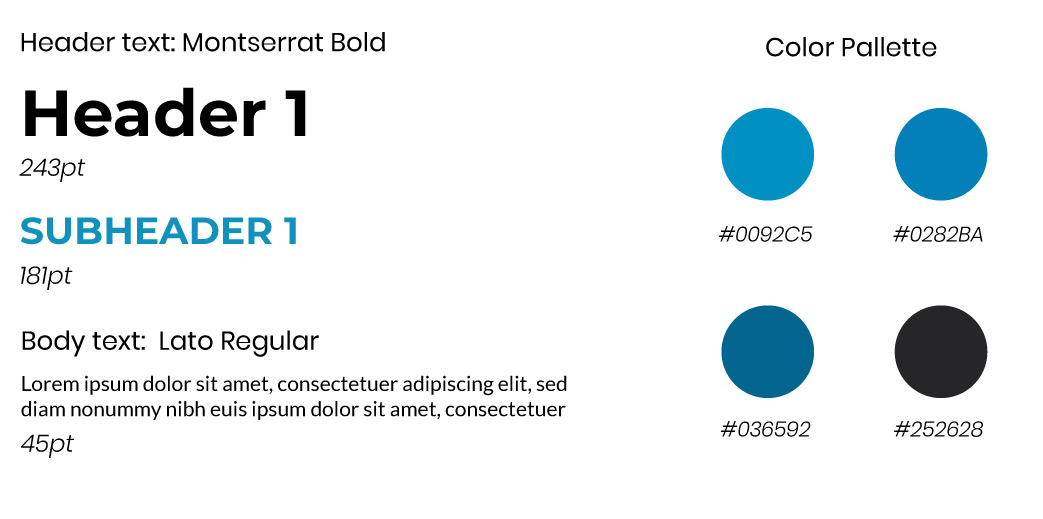 Header text: Montserrat Bold
Header 1
243pt
SUBHEADER 1
181pt
Body text: Lato Regular
Lorem ipsum dolor sit amet, consectetuer adipiscing elit, sed
diam nonummy nibh euis ipsum dolor sit amet, consectetuer
45pt
Color Pallette
#0092C5
#0282BA
#036592
#252628